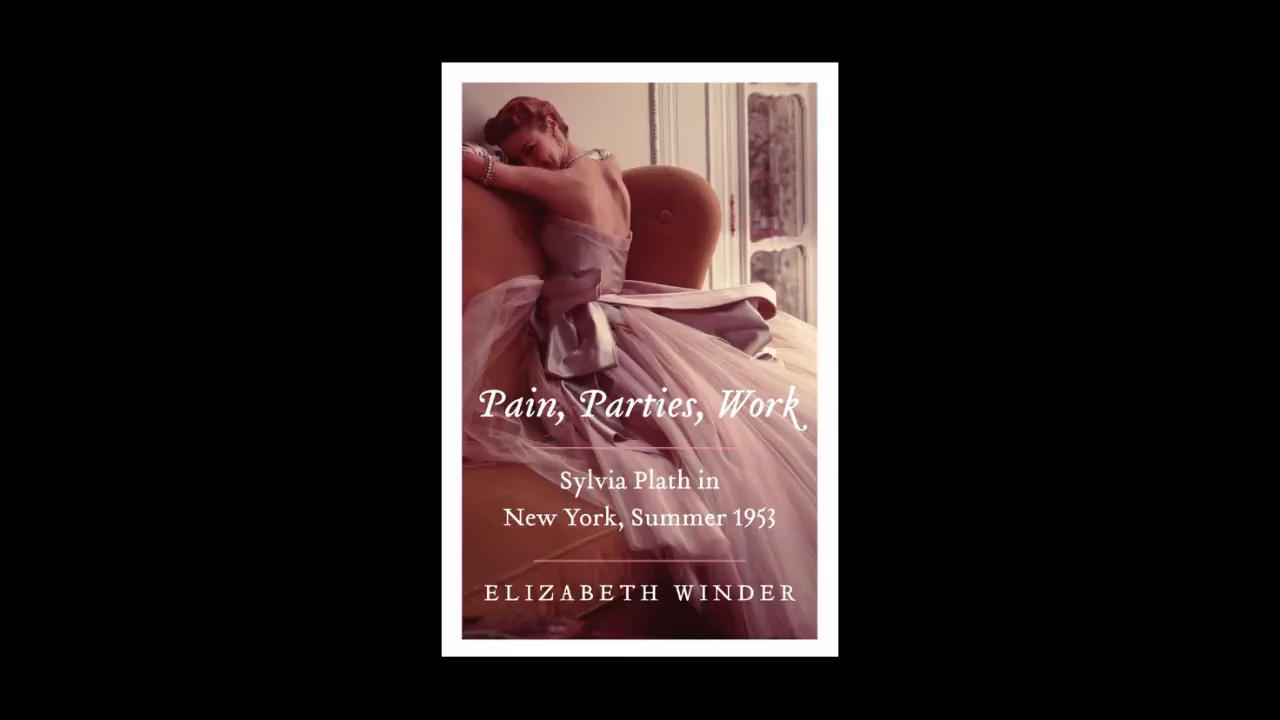 Pain, Parties, Work
Sylvia Plath in
New York, Summer 1953
ELIZABETH WINDER